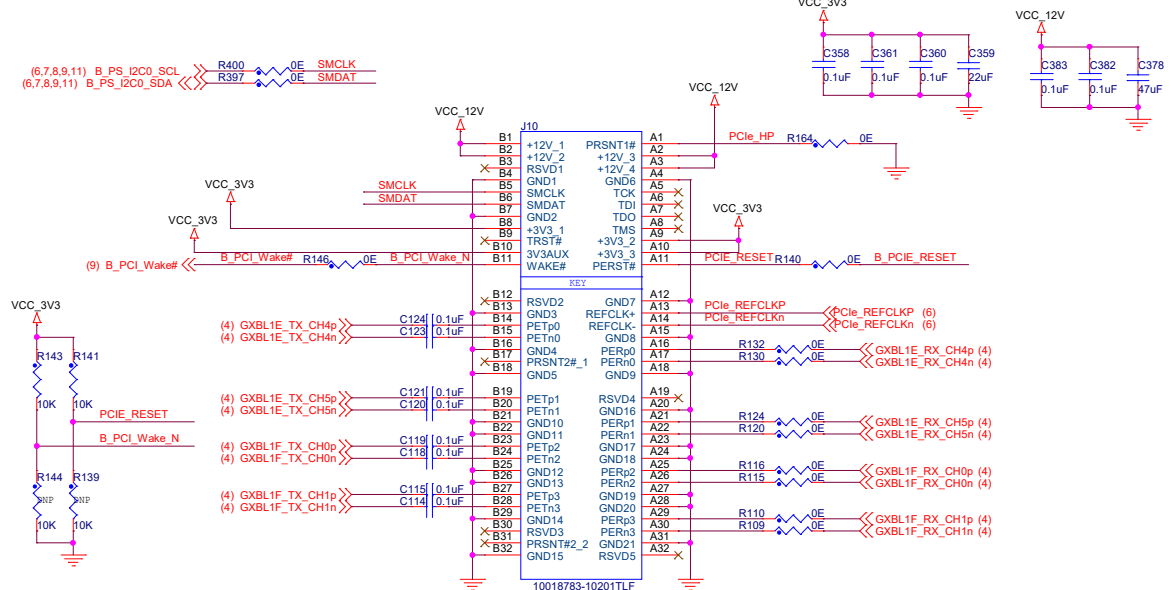 VCC_3V3
C358
0.1uF
C361
0.1uF
C360
0.1uF
C359
22uF
VCC_12V
C383
0.1uF
C382
0.1uF
C378
47uF
(6,7,8,9,11) B_PS_I2C0_SCL R400 0E SMCLK
(6,7,8,9,11) B_PS_I2C0_SDA R397 0E SMDAT
VCC_12V
VCC_12V
J10
B1 +12V_1 PRSNT1# A1 PCIe_HP R164 0E
B2 +12V_2 +12V_3 A2
B3 RSVD1 +12V_4 A3
B4 GND1 GND6 A4
SMCLK B5 SMCLK TCK A5
SMDAT B6 SMDAT TDI A6
B7 GND2 TDO A7
VCC_3V3 B8 +3V3_1 TMS A8
VCC_3V3 B9 TRST# +3V3_2 A9 VCC_3V3
B10 3V3AUX +3V3_3 A10
(9) B_PCI_Wake# B_PCI_Wake# R146 0E B_PCI_Wake_N B11 WAKE# PERST# A11 PCIE_RESET R140 0E B_PCIE_RESET
KEY
B12 RSVD2 GND7 A12
B13 GND3 REFCLK+ A13 PCIe_REFCLKP PCIe_REFCLKP (6)
(4) GXBL1E_TX_CH4p C124 0.1uF B14 PETp0 REFCLK- A14 PCIe_REFCLKn PCIe_REFCLKn (6)
(4) GXBL1E_TX_CH4n C123 B15 PETn0 GND8 A15
B16 GND4 PERp0 A16 R132 0E GXBL1E_RX_CH4p (4)
B17 PRSNT2#_1 PERn0 A17 R130 0E GXBL1E_RX_CH4n (4)
B18 GND5 GND9 A18
(4) GXBL1E_TX_CH5p C121 0.1uF B19 PETp1 RSVD4 A19
(4) GXBL1E_TX_CH5n C120 0.1uF B20 PETn1 GND16 A20
B21 GND10 PERp1 A21 R124 0E GXBL1E_RX_CH5p (4)
B22 GND11 PERn1 A22 R120 0E GXBL1E_RX_CH5n (4)
(4) GXBL1F_TX_CH0p C119 0.1uF B23 PETp2 GND17 A23
(4) GXBL1F_TX_CH0n C118 0.1uF B24 PETn2 GND18 A24
B25 GND12 PERp2 A25 R116 0E GXBL1F_RX_CH0p (4)
B26 GND13 PERn2 A26 R115 0E GXBL1F_RX_CH0n (4)
(4) GXBL1F_TX_CH1p C115 0.1uF B27 PETp3 GND19 A27
(4) GXBL1F_TX_CH1n C114 0.1uF B28 PETn3 GND20 A28
B29 GND14 PERp3 A29 R110 0E GXBL1F_RX_CH1p (4)
B30 RSVD3 PERn3 A30 R109 0E GXBL1F_RX_CH1n (4)
B31 PRSNT#2_2 GND21 A31
B32 GND15 RSVD5 A32
10018783-10201TLF
VCC_3V3
R143 R141
10K 10K
PCIE_RESET
B_PCI_Wake_N
R144 R139
DNP DNP
10K 10K